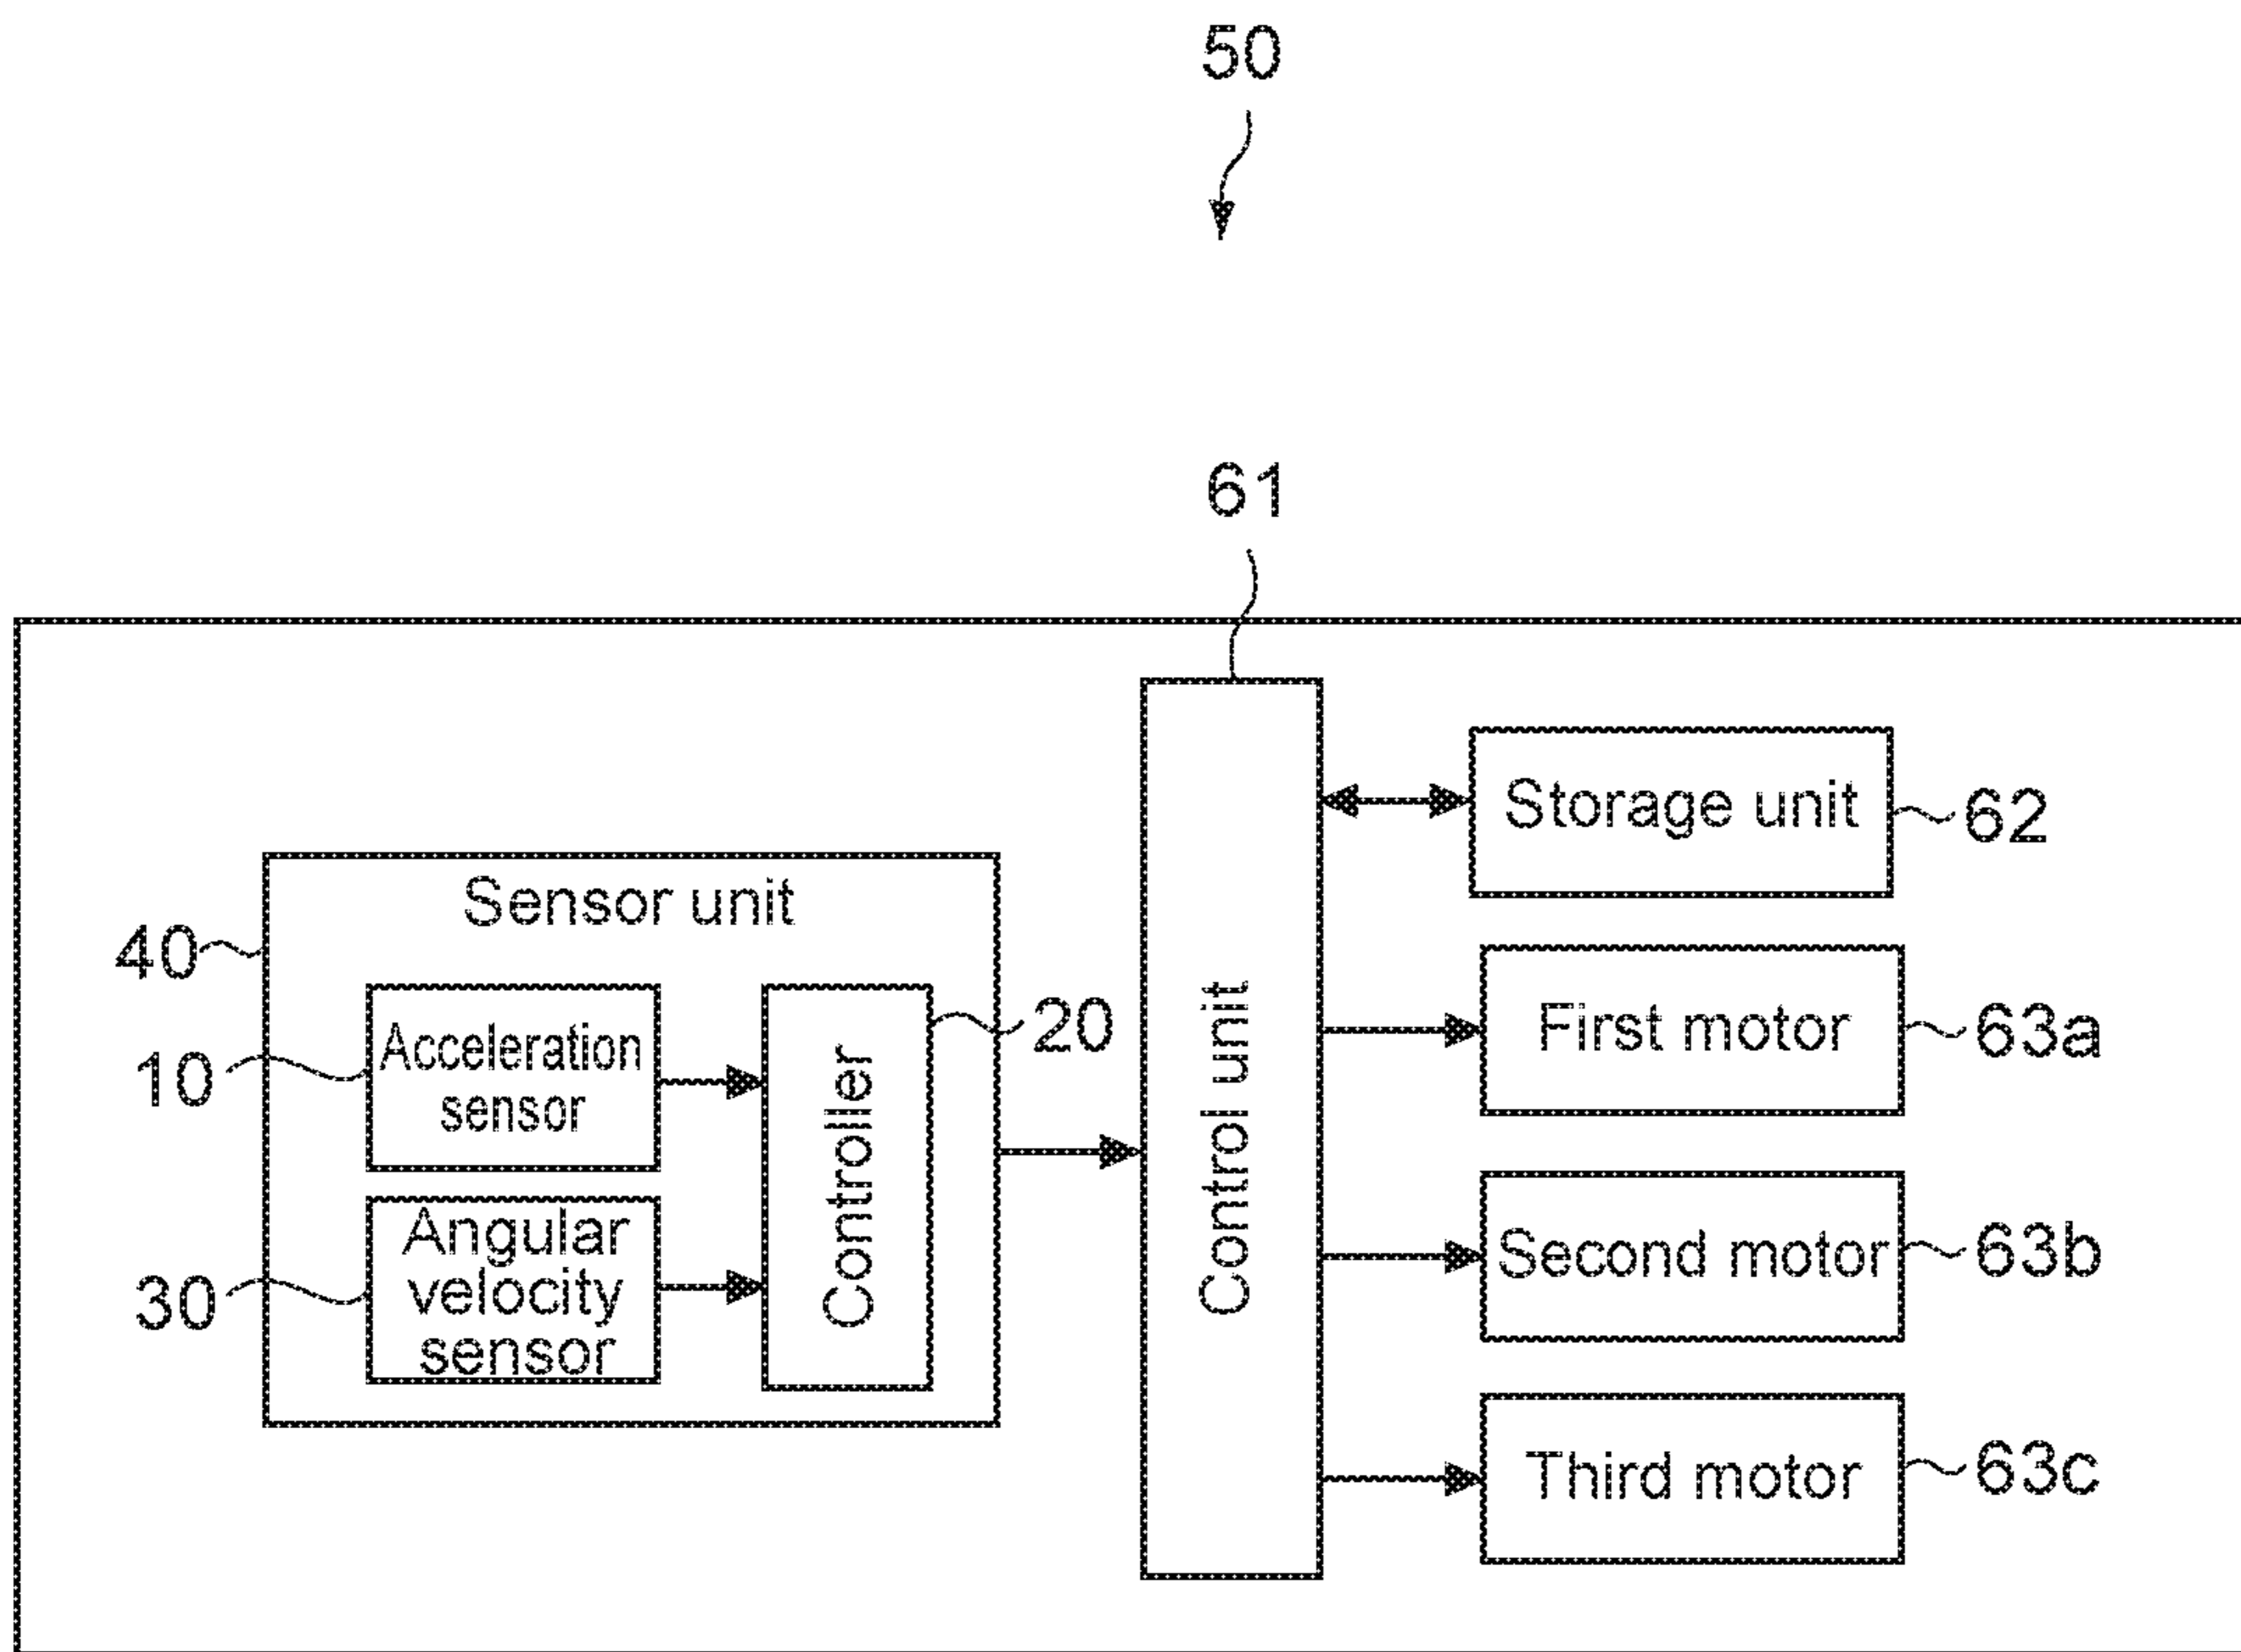 50
61
Storage unit
62
Sensor unit
40
Acceleration
sensor
10
Angular
velocity
sensor
30
Controller
20
Control unit
First motor
63a
Second motor
63b
Third motor
63c